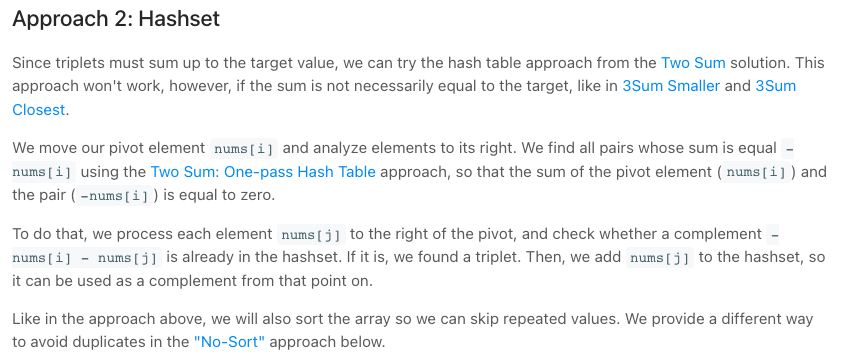 Approach 2: Hashset
Since triplets must sum up to the target value, we can try the hash table approach from the Two Sum solution. This
approach won't work, however, if the sum is not necessarily equal to the target, like in 3Sum Smaller and 3Sum
Closest.
We move our pivot element nums[i] and analyze elements to its right. We find all pairs whose sum is equal -
nums[i] using the Two Sum: One-pass Hash Table approach, so that the sum of the pivot element ( nums[i] ) and
the pair ( -nums[i] ) is equal to zero.
To do that, we process each element nums[j] to the right of the pivot, and check whether a complement -
nums[i] - nums[j] is already in the hashset. If it is, we found a triplet. Then, we add nums[j] to the hashset, so
it can be used as a complement from that point on.
Like in the approach above, we will also sort the array so we can skip repeated values. We provide a different way
to avoid duplicates in the "No-Sort" approach below.